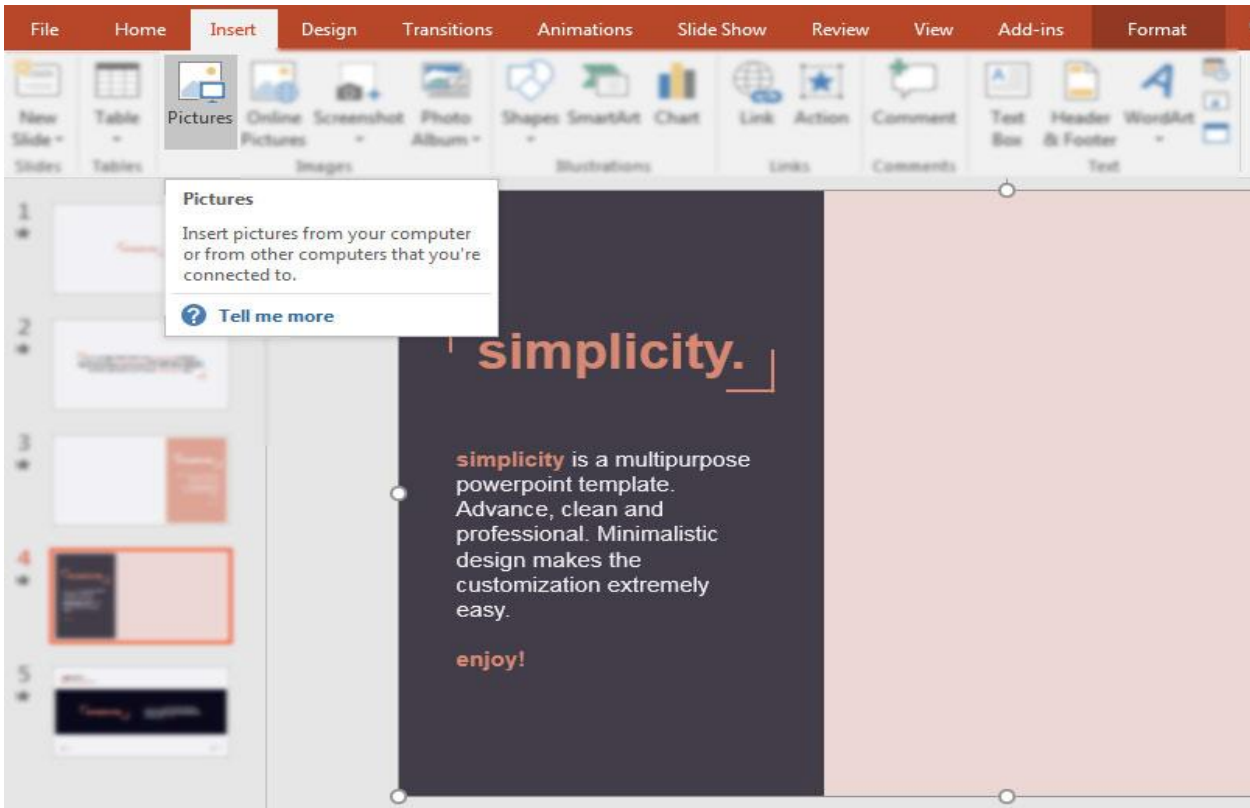 File Home Insert Design Transitions Animations Slide Show Review View Add-ins Format
New Slide Table Pictures Online Pictures Screenshot Photo Album Shapes SmartArt Chart Link Action Comment Text Box Header & Footer WordArt
Slides Tables Images Illustrations Links Comments Text
Pictures
Insert pictures from your computer
or from other computers that you're
connected to.
Tell me more
1
2
3
4
5
simplicity.
simplicity is a multipurpose
powerpoint template.
Advance, clean and
professional. Minimalistic
design makes the
customization extremely
easy.
enjoy!